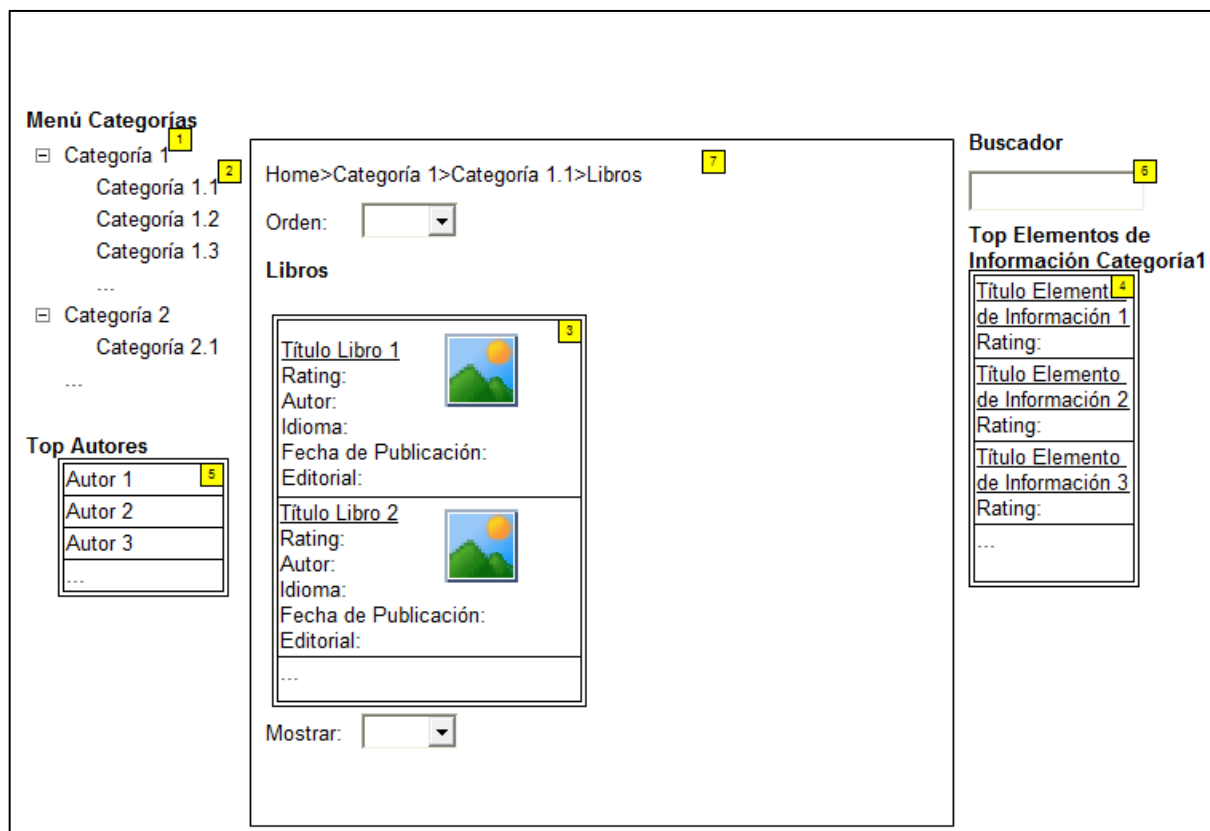 Menú Categorías
1
Categoría 1
2
Categoría 1.1
Categoría 1.2
Categoría 1.3
...
Categoría 2
Categoría 2.1
...
Top Autores
5
Autor 1
Autor 2
Autor 3
...
7
Home>Categoría 1>Categoría 1.1>Libros
Orden:
Libros
3
Título Libro 1
Rating:
Autor:
Idioma:
Fecha de Publicación:
Editorial:
Título Libro 2
Rating:
Autor:
Idioma:
Fecha de Publicación:
Editorial:
...
Mostrar:
Buscador
6
Top Elementos de
Información Categoría1
4
Título Element
de Información 1
Rating:
Título Elemento
de Información 2
Rating:
Título Elemento
de Información 3
Rating:
...